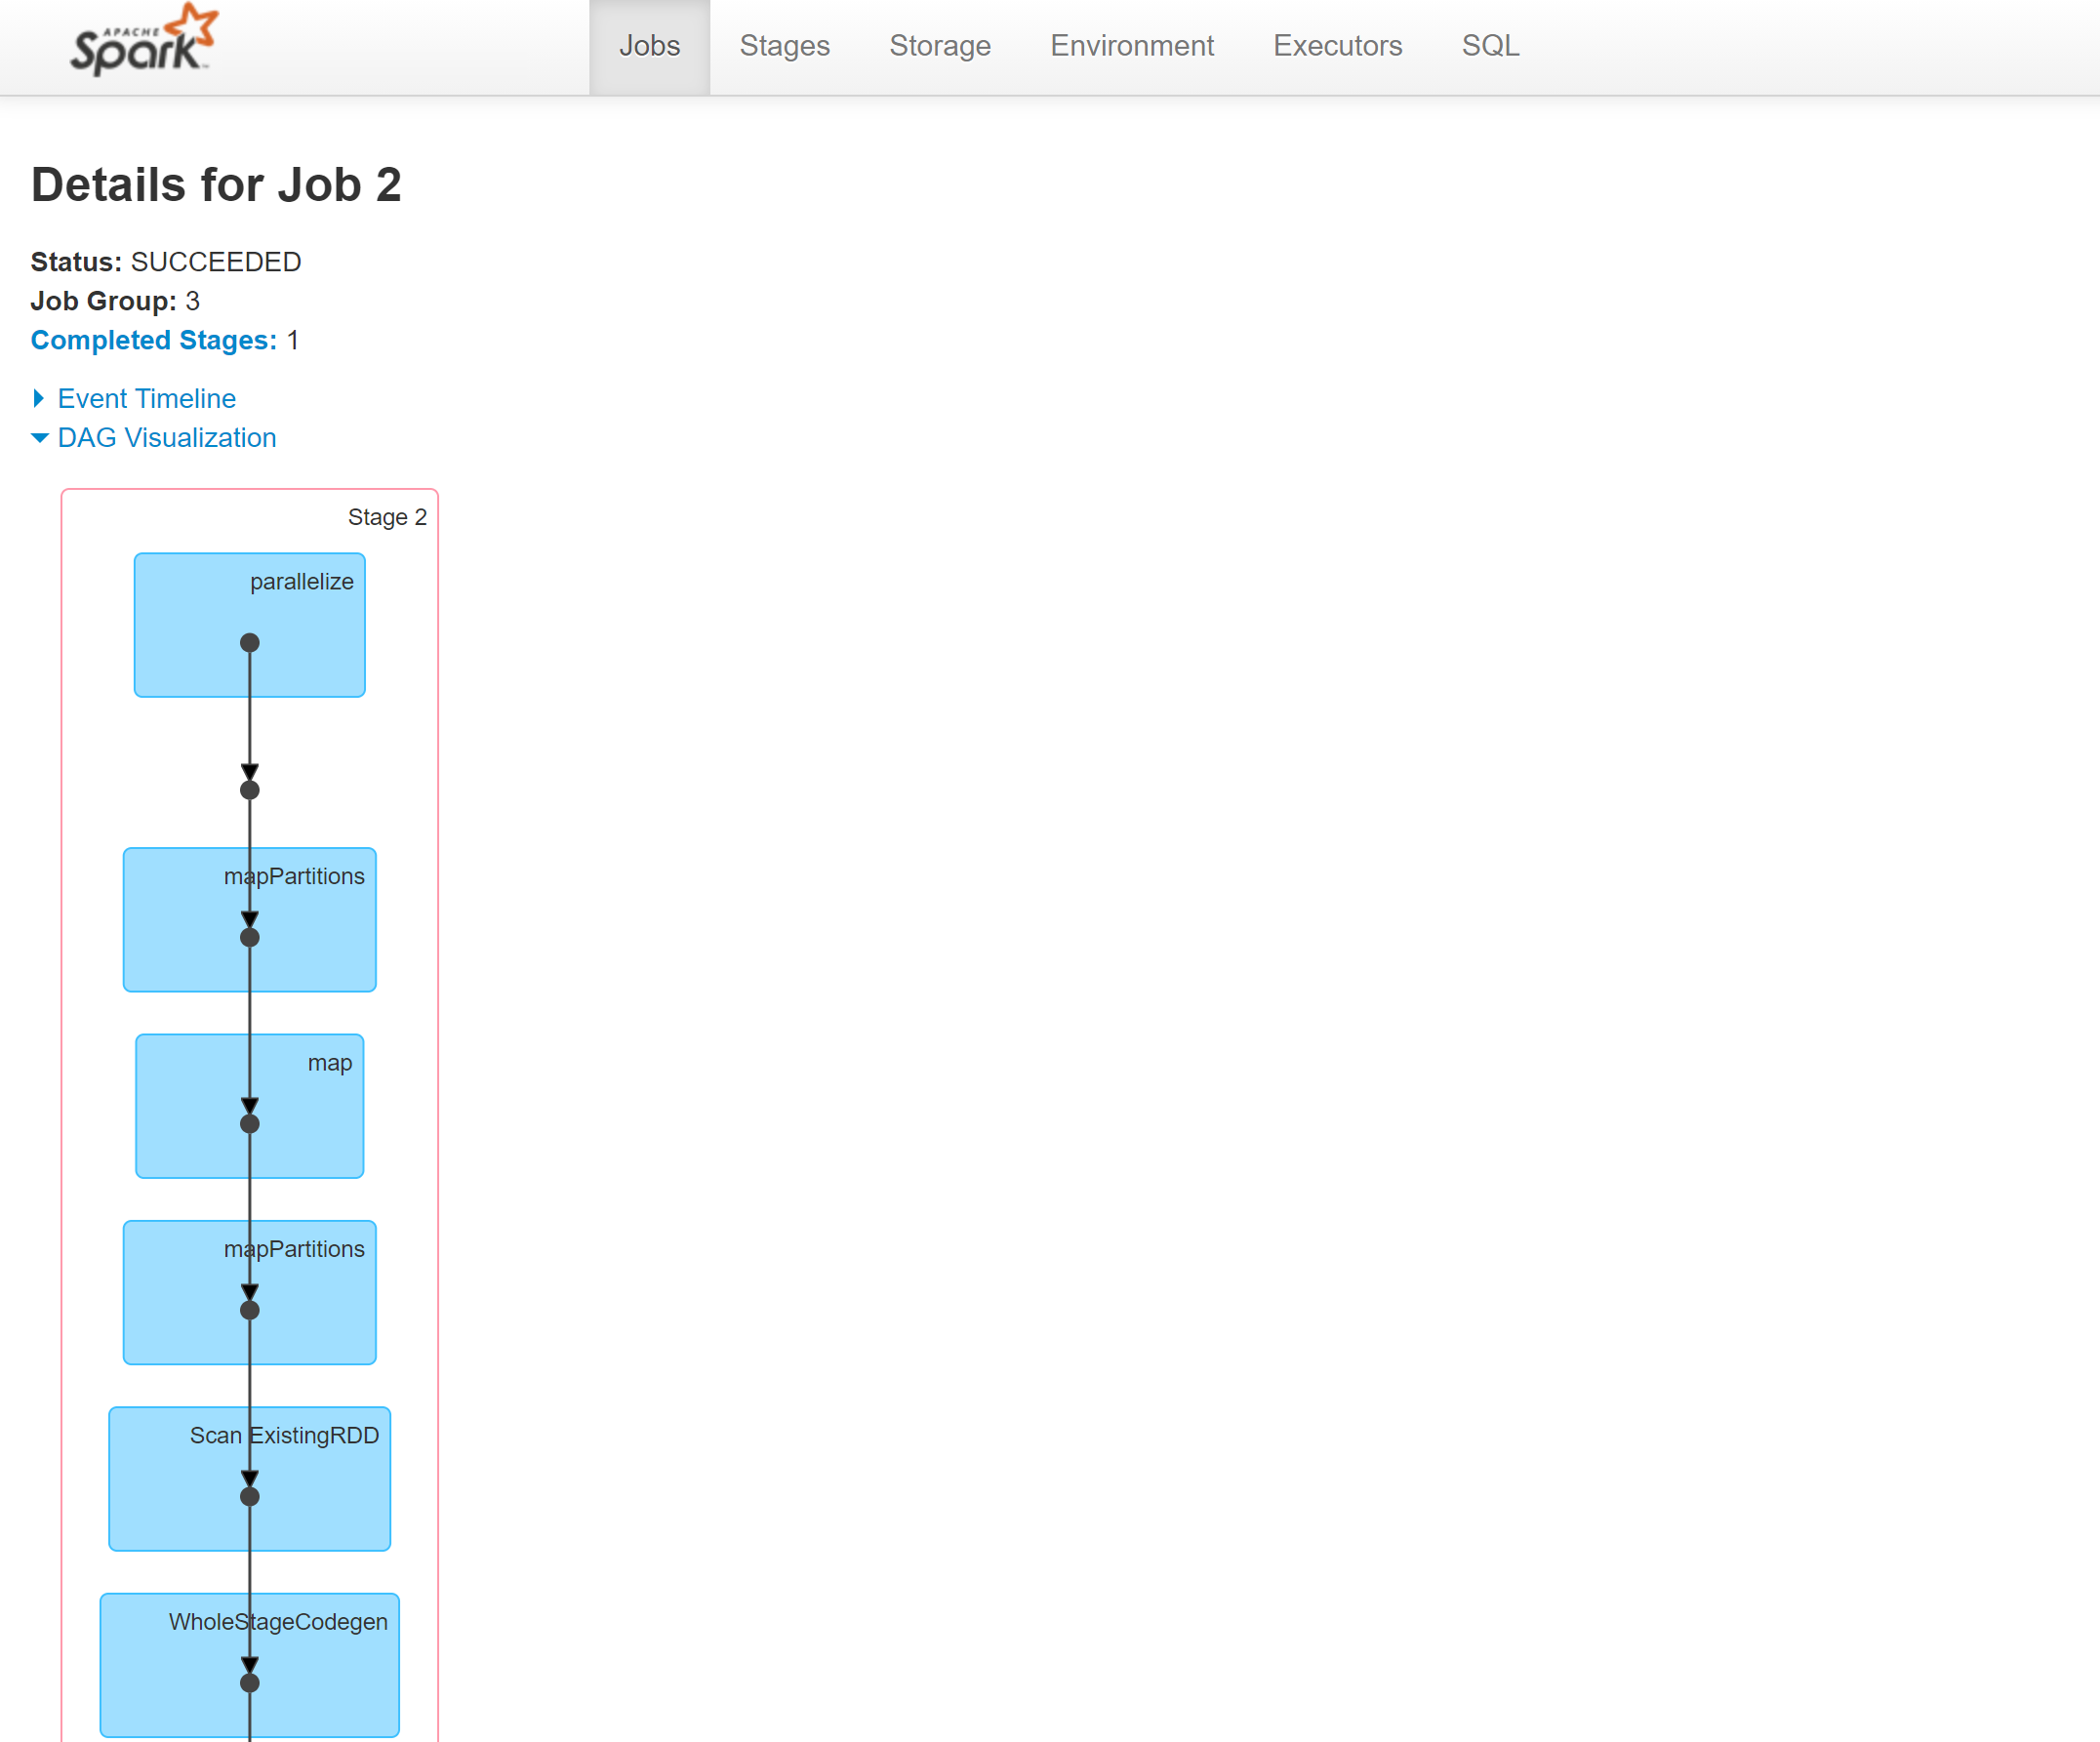 APACHE
Spark
Jobs Stages Storage Environment Executors SQL
Details for Job 2
Status: SUCCEEDED
Job Group: 3
Completed Stages: 1
Event Timeline
DAG Visualization
Stage 2
parallelize
mapPartitions
map
mapPartitions
Scan ExistingRDD
WholeStageCodegen